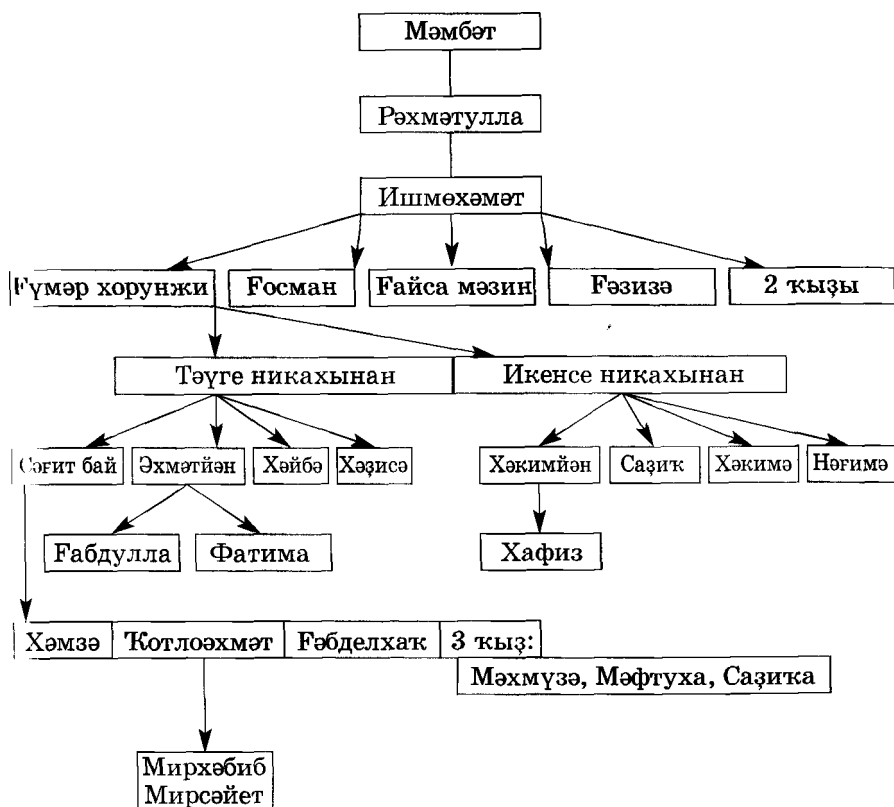 Мәмбәт
Рәхмәтулла
Ишмөхәмәт
Ғүмәр хорунжи Ғосман Ғайса мәзин Ғәзизә 2 ҡыҙы
Тәүге никахынан Икенсе никахынан
Сәғит бай Әхмәтйән Хәйбә Хәҙисә Хәкимйән Саҙиҡ Хәкимә Нәғимә
Ғабдулла Фатима Хафиз
Хәмзә Ҡотлоәхмәт Ғәбделхаҡ 3 ҡыҙ:
Мәхмүзә, Мәфтуха, Саҙиҡа
Мирхәбиб
Мирсәйет